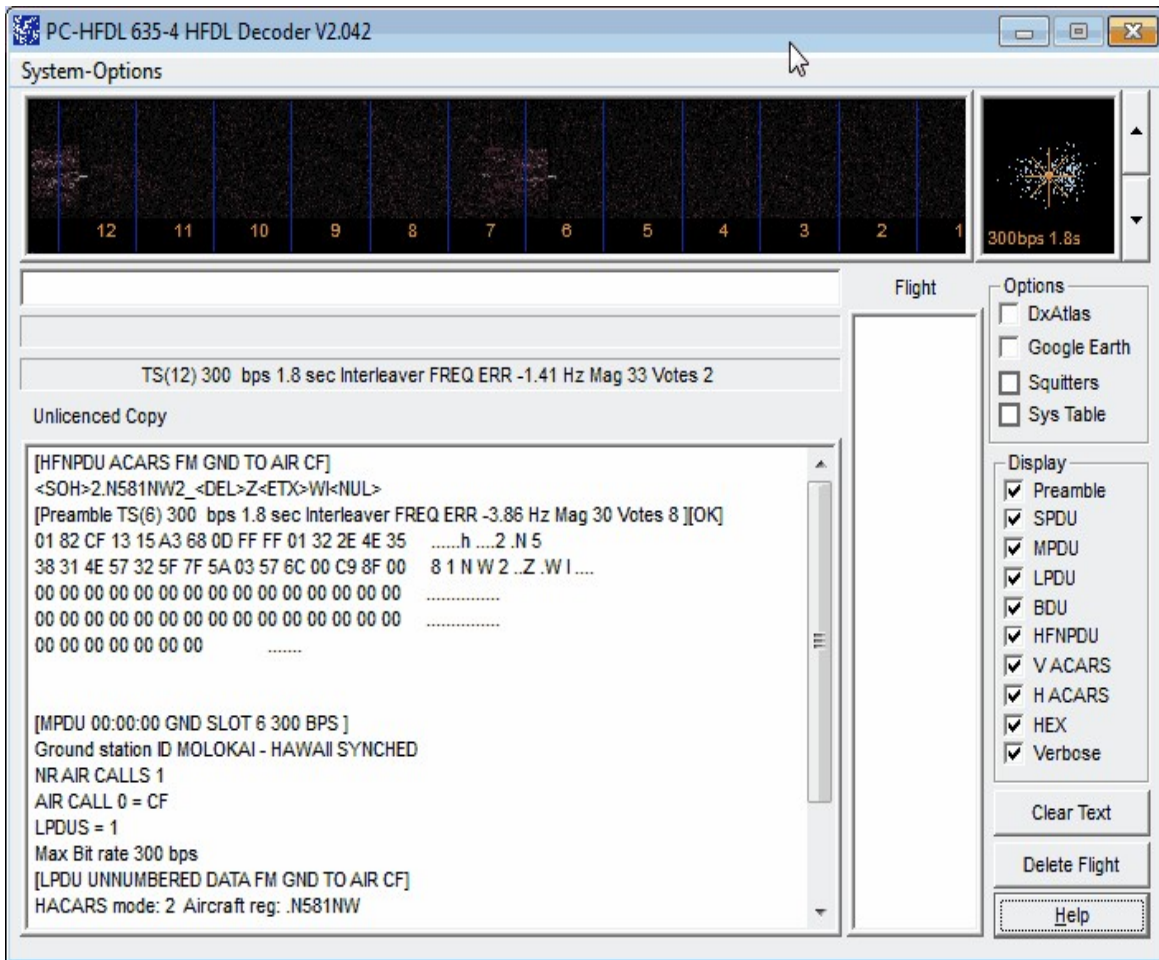 PC-HFDL 635-4 HFDL Decoder V2.042
System-Options
12 11 10 9 8 7 6 5 4 3 2 1
300bps 1.8s
Flight
TS(12) 300 bps 1.8 sec Interleaver FREQ ERR -1.41 Hz Mag 33 Votes 2
Unlicenced Copy
[HFNPDU ACARS FM GND TO AIR CF]
<SOH>2.N581NW2_<DEL>Z<ETX>WI<NUL>
[Preamble TS(6) 300 bps 1.8 sec Interleaver FREQ ERR -3.86 Hz Mag 30 Votes 8 ][OK]
01 82 CF 13 15 A3 68 0D FF FF 01 32 2E 4E 35 ......h ....2 .N 5
38 31 4E 57 32 5F 7F 5A 03 57 6C 00 C9 8F 00 8 1 N W 2 ..Z .W l ....
00 00 00 00 00 00 00 00 00 00 00 00 00 00 00 ...............
00 00 00 00 00 00 00 00 00 00 00 00 00 00 00 ...............
00 00 00 00 00 00 00 .......
[MPDU 00:00:00 GND SLOT 6 300 BPS ]
Ground station ID MOLOKAI - HAWAII SYNCHED
NR AIR CALLS 1
AIR CALL 0 = CF
LPDUS = 1
Max Bit rate 300 bps
[LPDU UNNUMBERED DATA FM GND TO AIR CF]
HACARS mode: 2 Aircraft reg: .N581NW
Options
DxAtlas
Google Earth
Squitters
Sys Table
Display
Preamble
SPDU
MPDU
LPDU
BDU
HFNPDU
V ACARS
H ACARS
HEX
Verbose
Clear Text
Delete Flight
Help